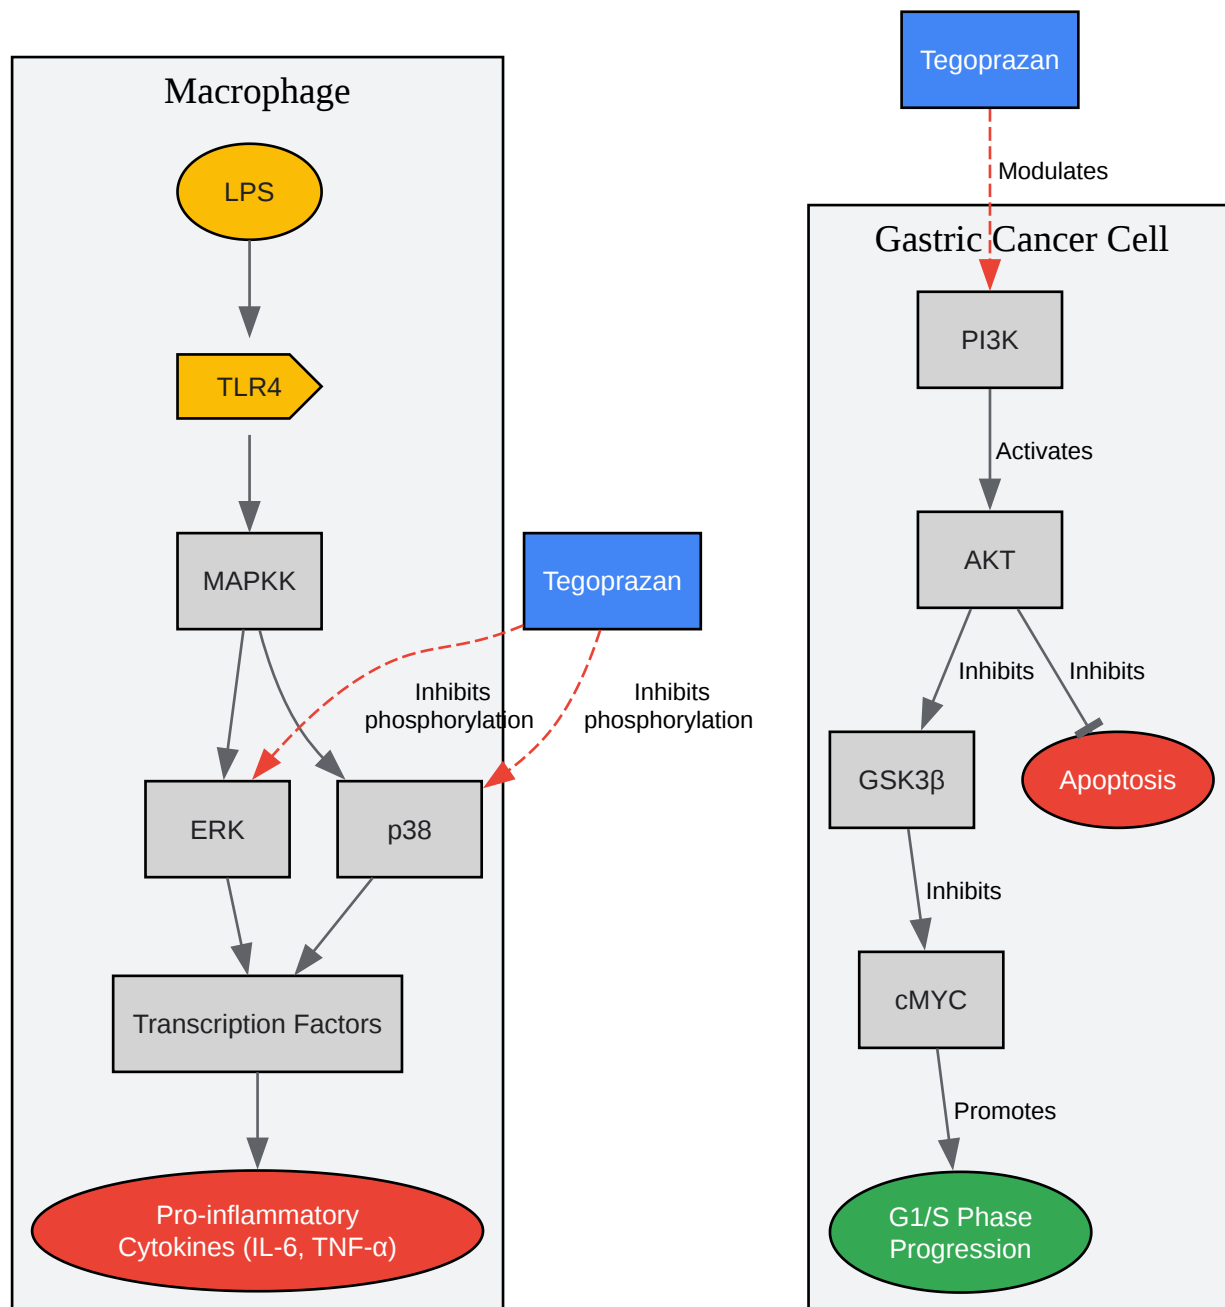 Macrophage
LPS
TLR4
MAPKK
Tegoprazan
Inhibits
phosphorylation
Inhibits
phosphorylation
ERK
p38
Transcription Factors
Pro-inflammatory
Cytokines (IL-6, TNF-α)
Tegoprazan
Modulates
Gastric Cancer Cell
PI3K
Activates
AKT
Inhibits
Inhibits
GSK3β
Apoptosis
Inhibits
cMYC
Promotes
G1/S Phase
Progression